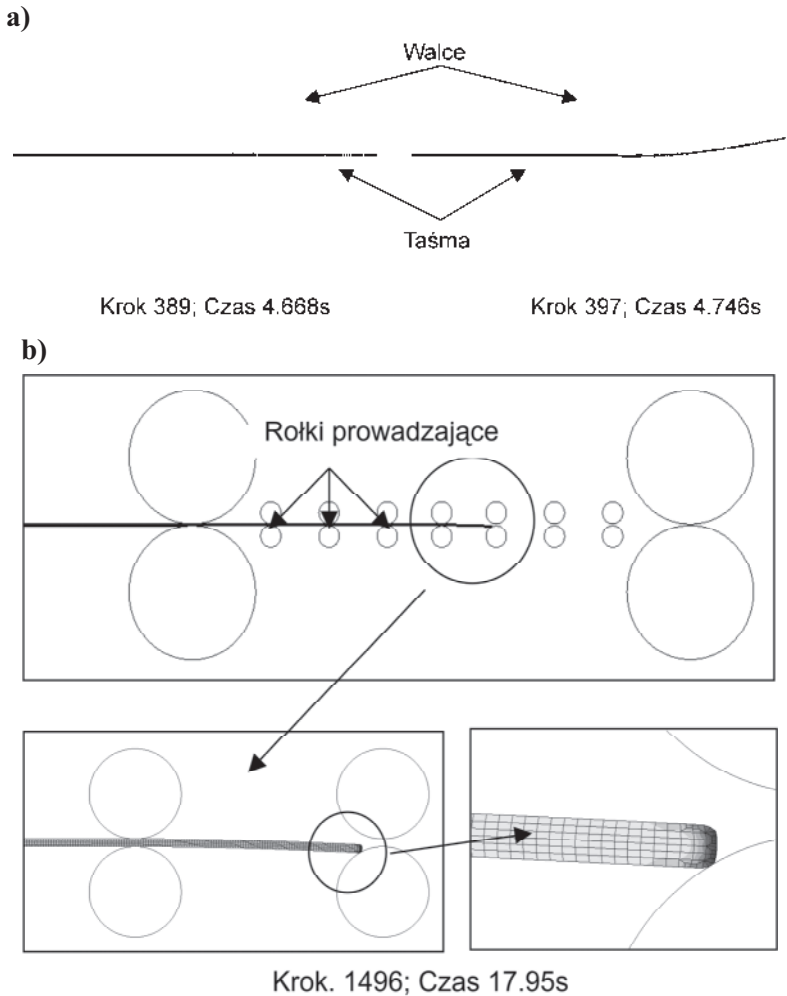 a)
Walce
Taśma
Krok 389; Czas 4.668s
Krok 397; Czas 4.746s
b)
Rołki prowadzające
Krok. 1496; Czas 17.95s